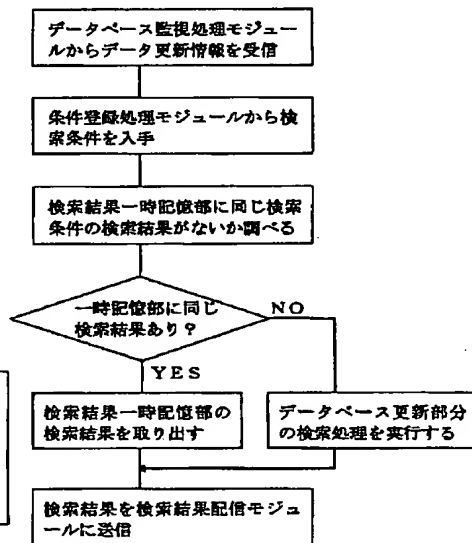 データベース監視処理モジュー
ルからデータ更新情報を受信
条件登録処理モジュールから検
索条件を入手
検索結果一時記憶部に同じ検索
条件の検索結果がないか調べる
一時記憶部に同じ
検索結果あり?
NO
YES
検索結果一時記憶部の
検索結果を取り出す
データベース更新部分
の検索処理を実行する
検索結果を検索結果配信モジュ
ールに送信